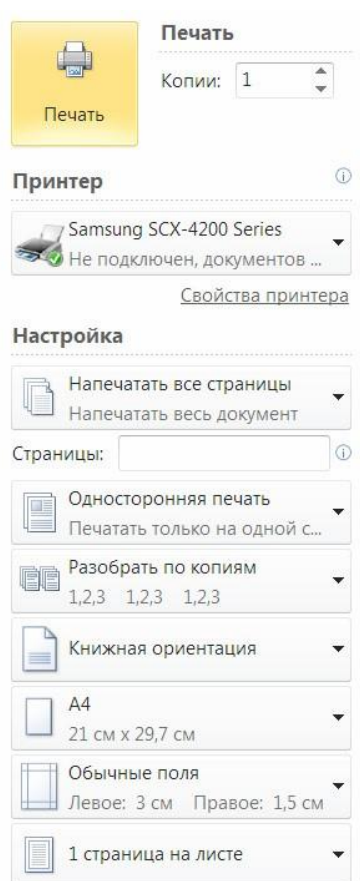 Печать
Копии: 1
Печать
Принтер
Samsung SCX-4200 Series
Не подключен, документов ...
Свойства принтера
Настройка
Напечатать все страницы
Напечатать весь документ
Страницы:
Односторонняя печать
Печатать только на одной с...
Разобрать по копиям
1,2,3 1,2,3 1,2,3
Книжная ориентация
A4
21 см x 29,7 см
Обычные поля
Левое: 3 см Правое: 1,5 см
1 страница на листе